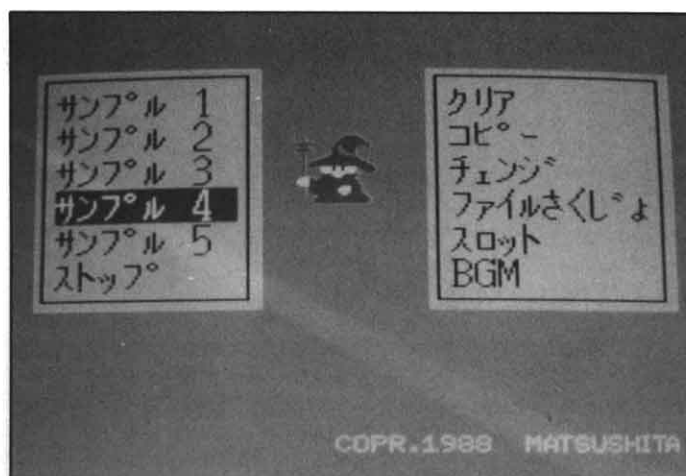 サンプル 1
サンプル 2
サンプル 3
サンプル 4
サンプル 5
ストップ
クリア
コピー
チェンジ
ファイルさくじょ
スロット
BGM
COPR.1988 MATSUSHITA